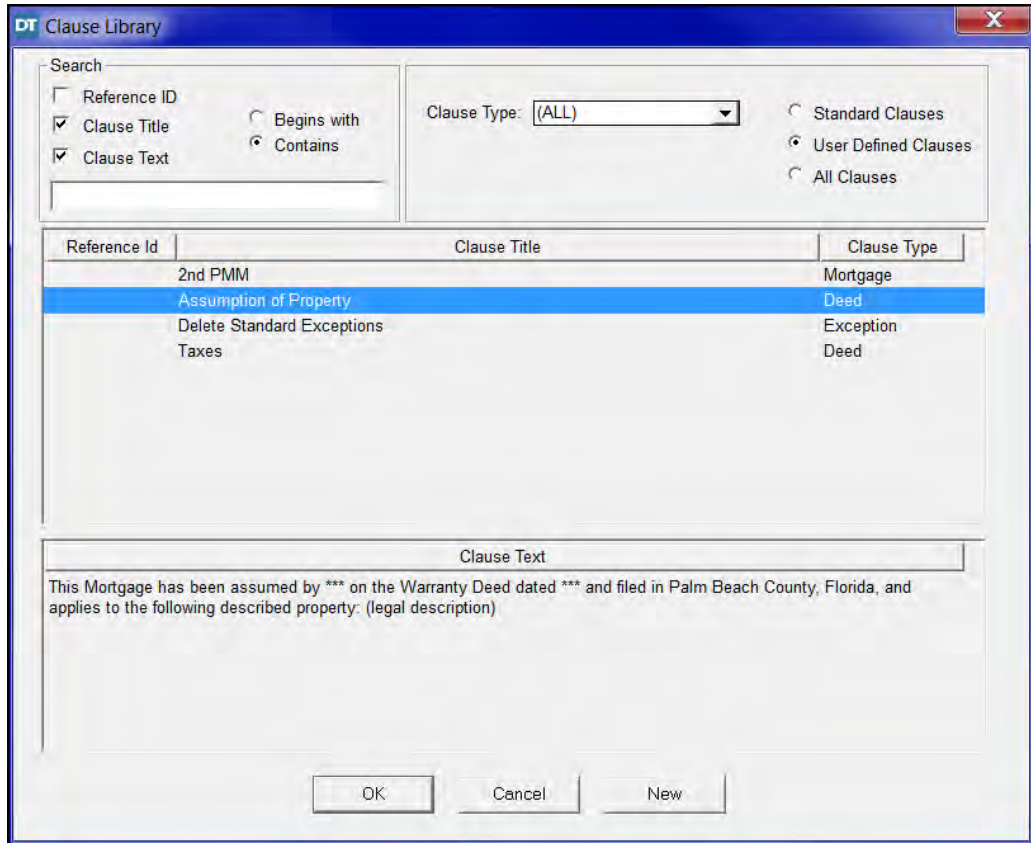 DT Clause Library
X
Search
Reference ID
Clause Title
Clause Text
Begins with
Contains
Clause Type: (ALL)
Standard Clauses
User Defined Clauses
All Clauses
Reference Id Clause Title Clause Type
2nd PMM Mortgage
Assumption of Property Deed
Delete Standard Exceptions Exception
Taxes Deed
Clause Text
This Mortgage has been assumed by *** on the Warranty Deed dated *** and filed in Palm Beach County, Florida, and
applies to the following described property: (legal description)
OK Cancel New